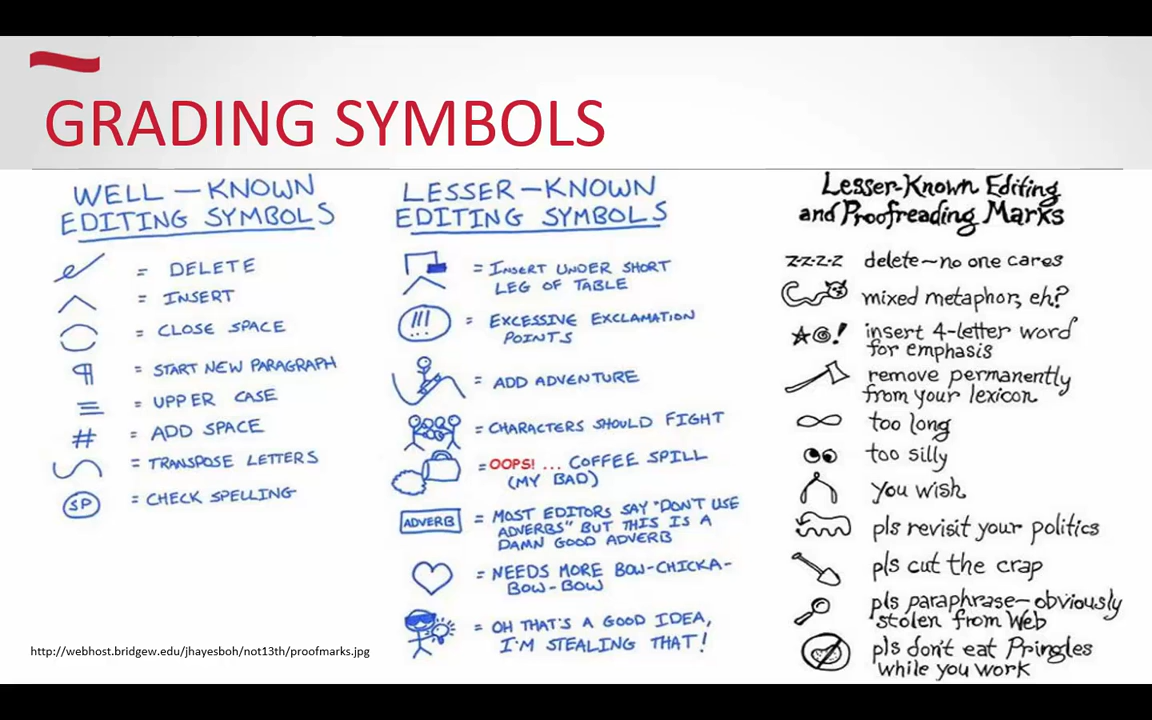 GRADING SYMBOLS
WELL-KNOWN
EDITING SYMBOLS
= DELETE
= INSERT
= CLOSE SPACE
¶ = START NEW PARAGRAPH
= UPPER CASE
# = ADD SPACE
= TRANSPOSE LETTERS
SP = CHECK SPELLING
http://webhost.bridgew.edu/jhayesboh/not13th/proofmarks.jpg
LESSER-KNOWN
EDITING SYMBOLS
= INSERT UNDER SHORT
LEG OF TABLE
!!! = EXCESSIVE EXCLAMATION
POINTS
= ADD ADVENTURE
= CHARACTERS SHOULD FIGHT
= OOPS! ... COFFEE SPILL
(MY BAD)
ADVERB = MOST EDITORS SAY "DON'T USE
ADVERBS" BUT THIS IS A
DAMN GOOD ADVERB
= NEEDS MORE BOW-CHICKA-
BOW-BOW
= OH THAT'S A GOOD IDEA,
I'M STEALING THAT!
Lesser-Known Editing
and Proofreading Marks
z-z-z-z delete—no one cares
mixed metaphor, eh?
★@! insert 4-letter word
for emphasis
remove permanently
from your lexicon
∞ too long
too silly
you wish
pls revisit your politics
pls cut the crap
pls paraphrase—obviously
stolen from Web
pls don't eat Pringles
while you work